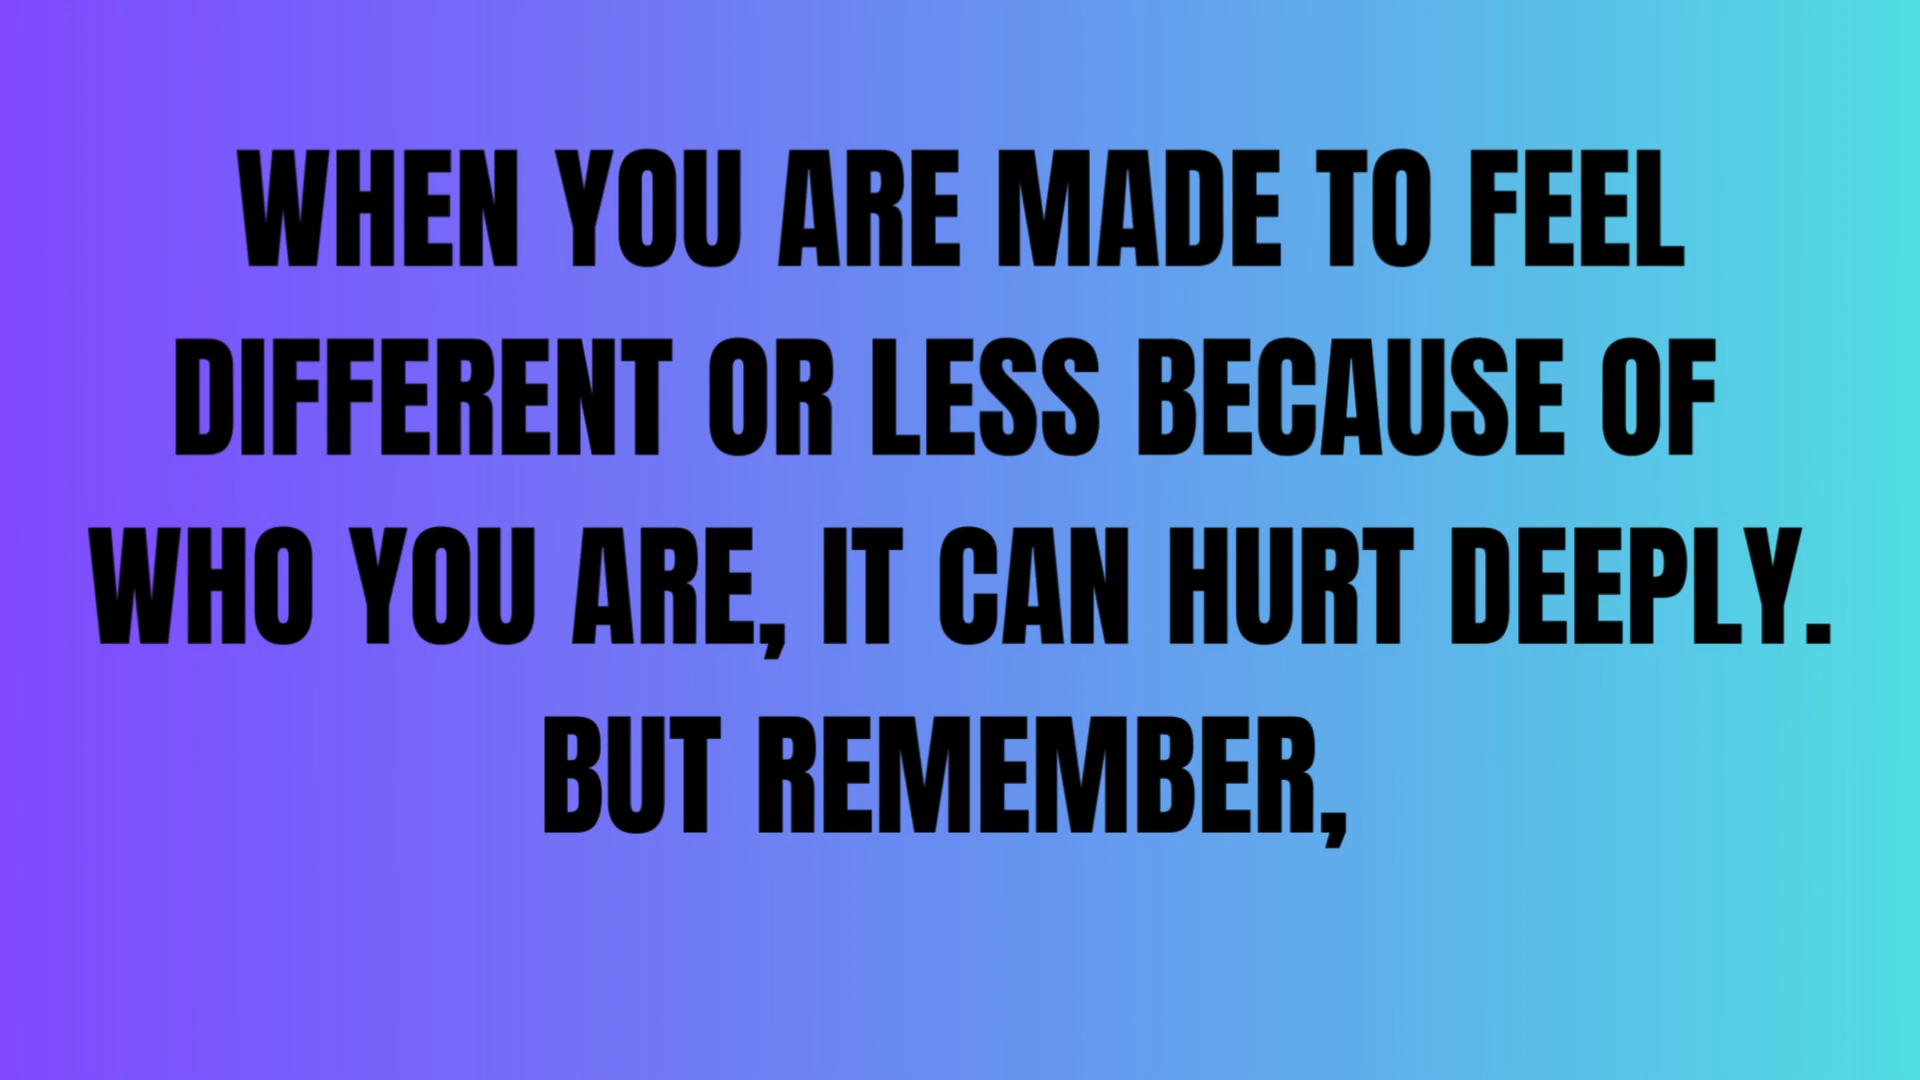 WHEN YOU ARE MADE TO FEEL
DIFFERENT OR LESS BECAUSE OF
WHO YOU ARE, IT CAN HURT DEEPLY.
BUT REMEMBER,